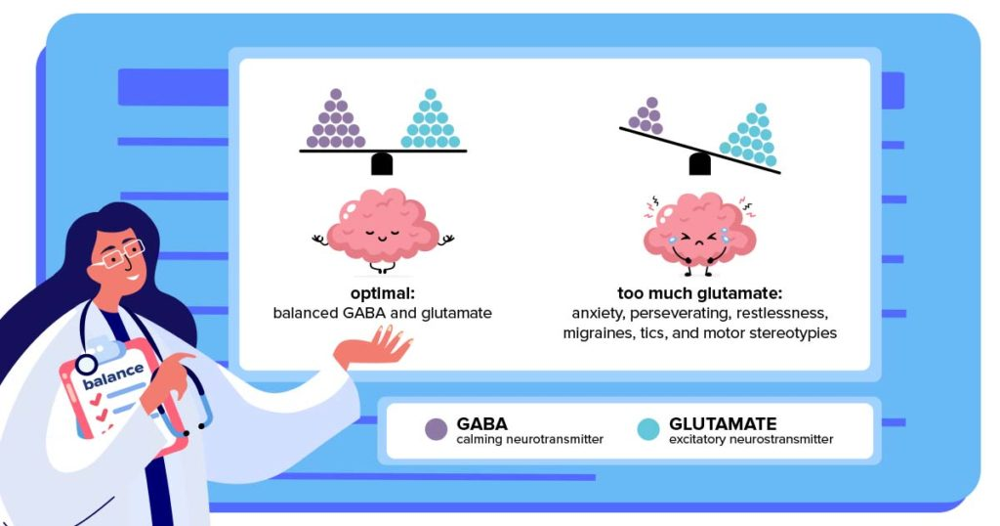 optimal:
balanced GABA and glutamate
too much glutamate:
anxiety, perseverating, restlessness,
migraines, tics, and motor stereotypies
balance
GABA
calming neurotransmitter
GLUTAMATE
excitatory neurostransmitter